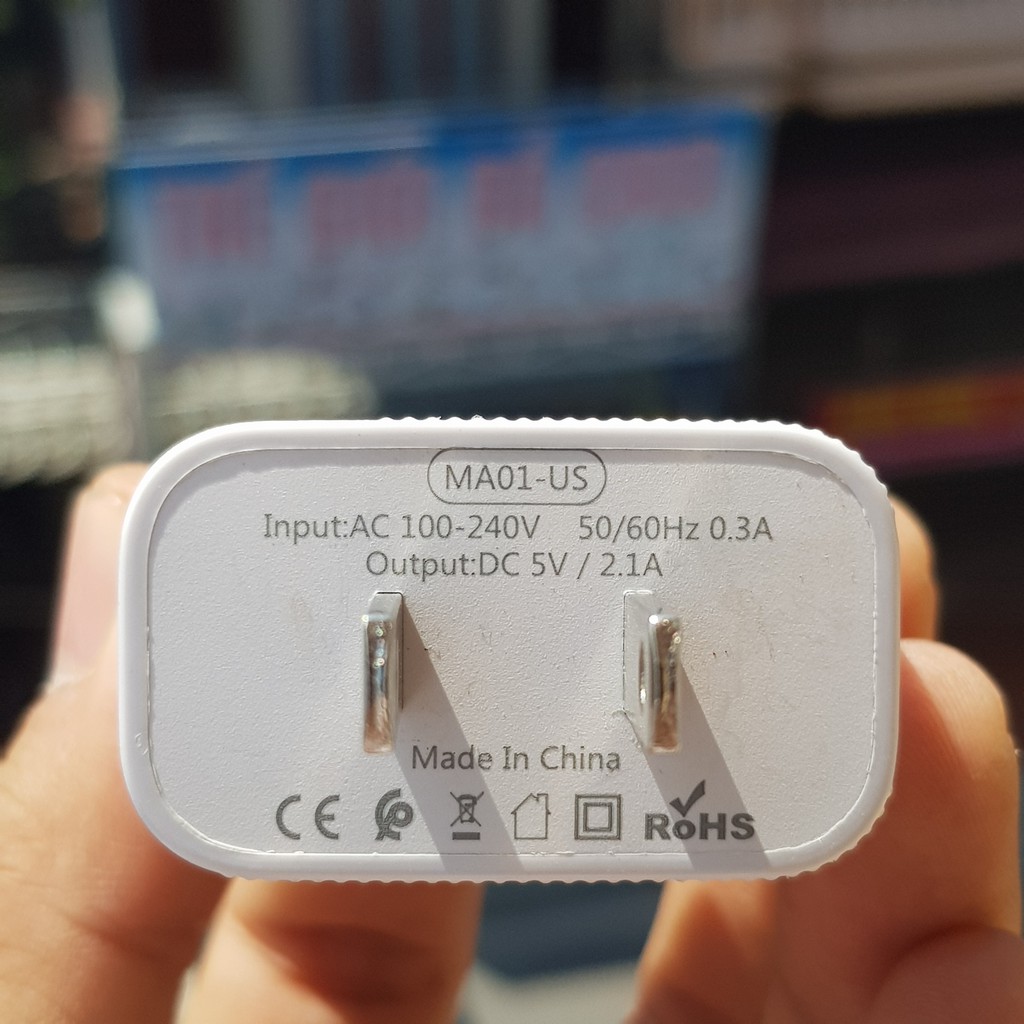 MA01-US
Input:AC 100-240V 50/60Hz 0.3A
Output:DC 5V / 2.1A
Made In China
CE
RoHS